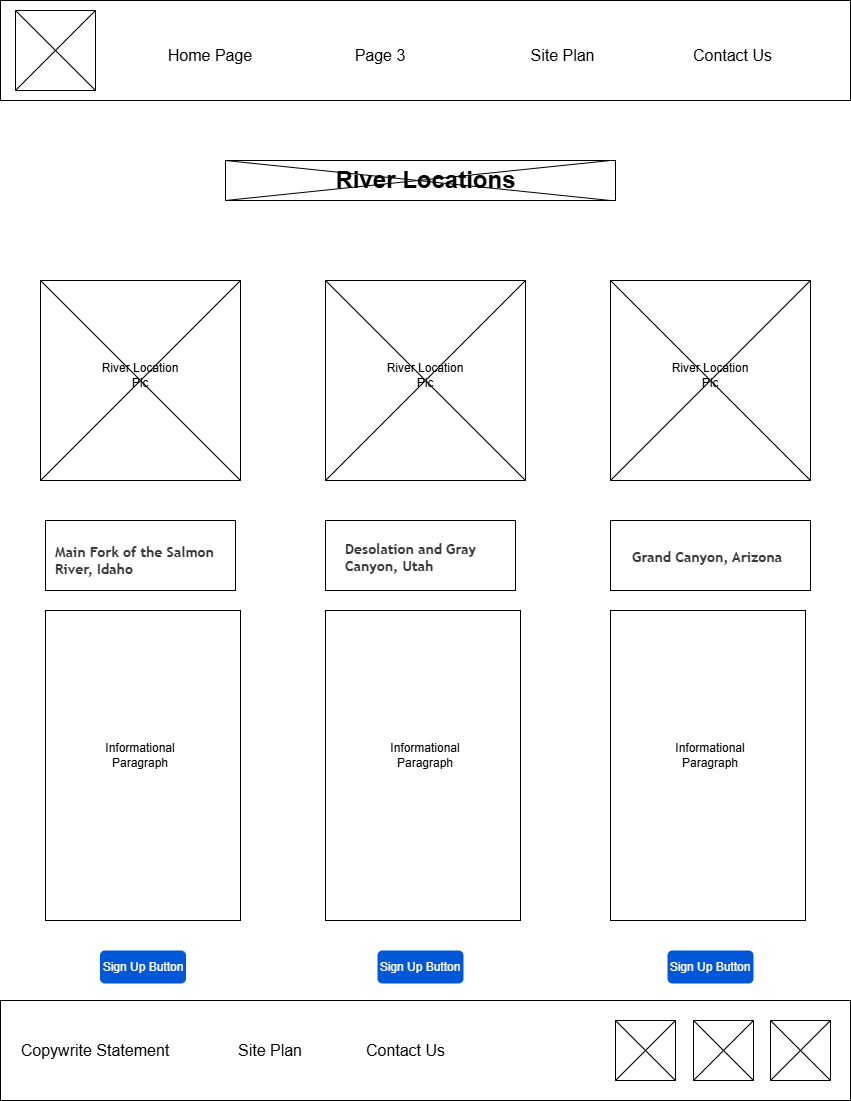 Home Page Page 3 Site Plan Contact Us
River Locations
River Location
Pic
River Location
Pic
River Location
Pic
Main Fork of the Salmon
River, Idaho
Desolation and Gray
Canyon, Utah
Grand Canyon, Arizona
Informational
Paragraph
Informational
Paragraph
Informational
Paragraph
Sign Up Button
Sign Up Button
Sign Up Button
Copywrite Statement Site Plan Contact Us